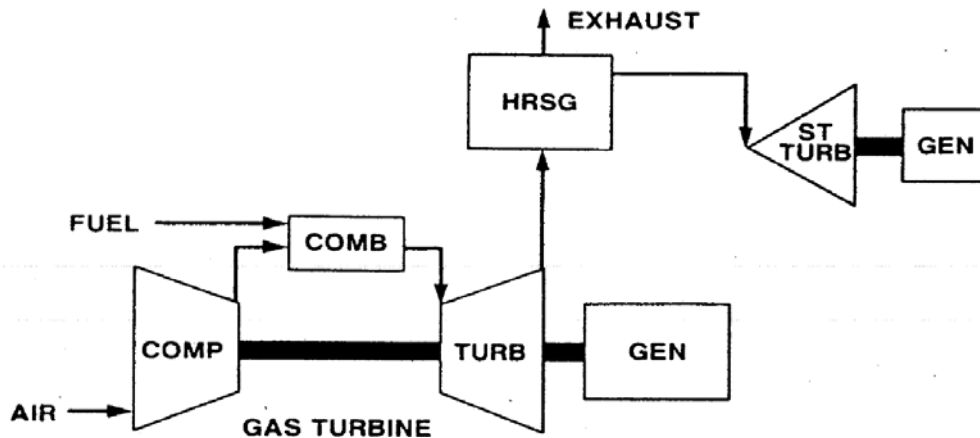 EXHAUST
HRSG
ST
TURB
GEN
FUEL
COMB
COMP
TURB
GEN
AIR
GAS TURBINE